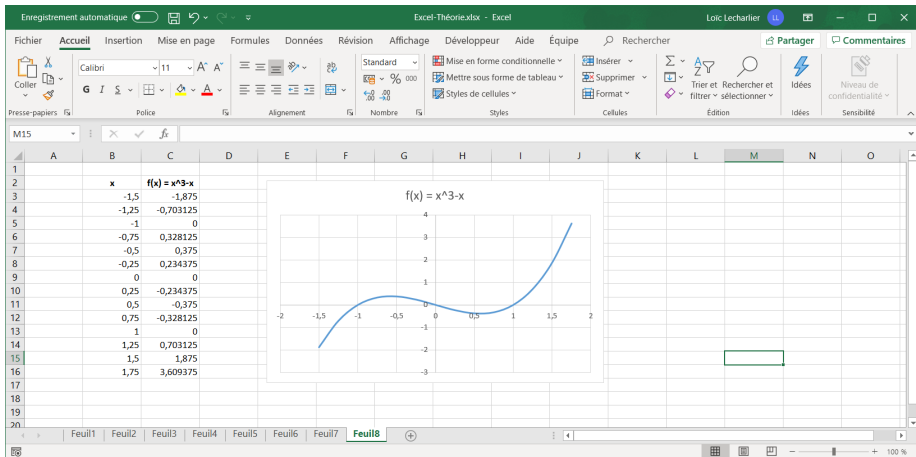 Enregistrement automatique Excel-Théorie.xlsx - Excel Loïc Lecharlier LL
Fichier Accueil Insertion Mise en page Formules Données Révision Affichage Développeur Aide Équipe Rechercher Partager Commentaires
Coller
Calibri 11 A^ A˅
G I S A
ab
Standard
% 000
Mise en forme conditionnelle
Mettre sous forme de tableau
Styles de cellules
Insérer
Supprimer
Format
Trier et filtrer
Rechercher et sélectionner
Idées
Niveau de confidentialité
Presse-papiers Police Alignement Nombre Styles Cellules Édition Idées Sensibilité
M15 fx
A B C D E F G H I J K L M N O
1
2 x f(x) = x^3-x
3 -1,5 -1,875
4 -1,25 -0,703125
5 -1 0
6 -0,75 0,328125
7 -0,5 0,375
8 -0,25 0,234375
9 0 0
10 0,25 -0,234375
11 0,5 -0,375
12 0,75 -0,328125
13 1 0
14 1,25 0,703125
15 1,5 1,875
16 1,75 3,609375
17
18
19
20
f(x) = x^3-x
4
3
2
1
0
-2 -1,5 -1 -0,5 0 0,5 1 1,5 2
-1
-2
-3
Feuil1 Feuil2 Feuil3 Feuil4 Feuil5 Feuil6 Feuil7 Feuil8
100 %